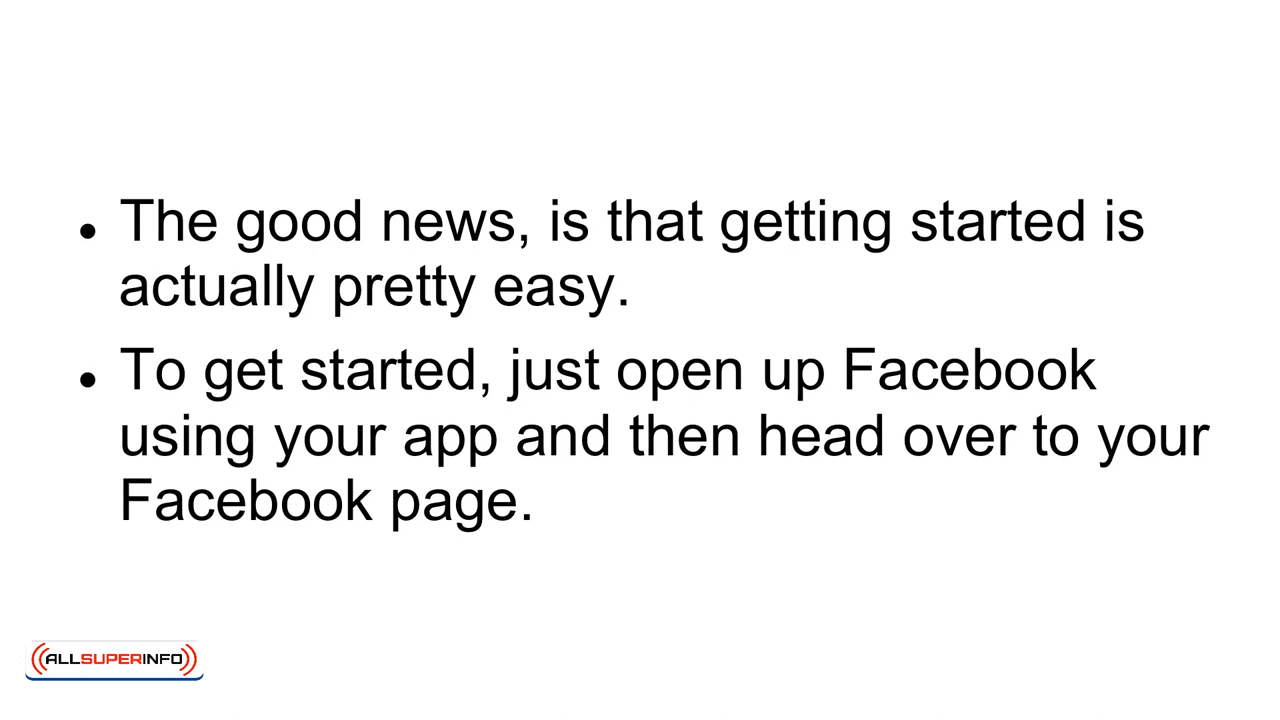 • The good news, is that getting started is
actually pretty easy.
• To get started, just open up Facebook
using your app and then head over to your
Facebook page.
ALLSUPERINFO